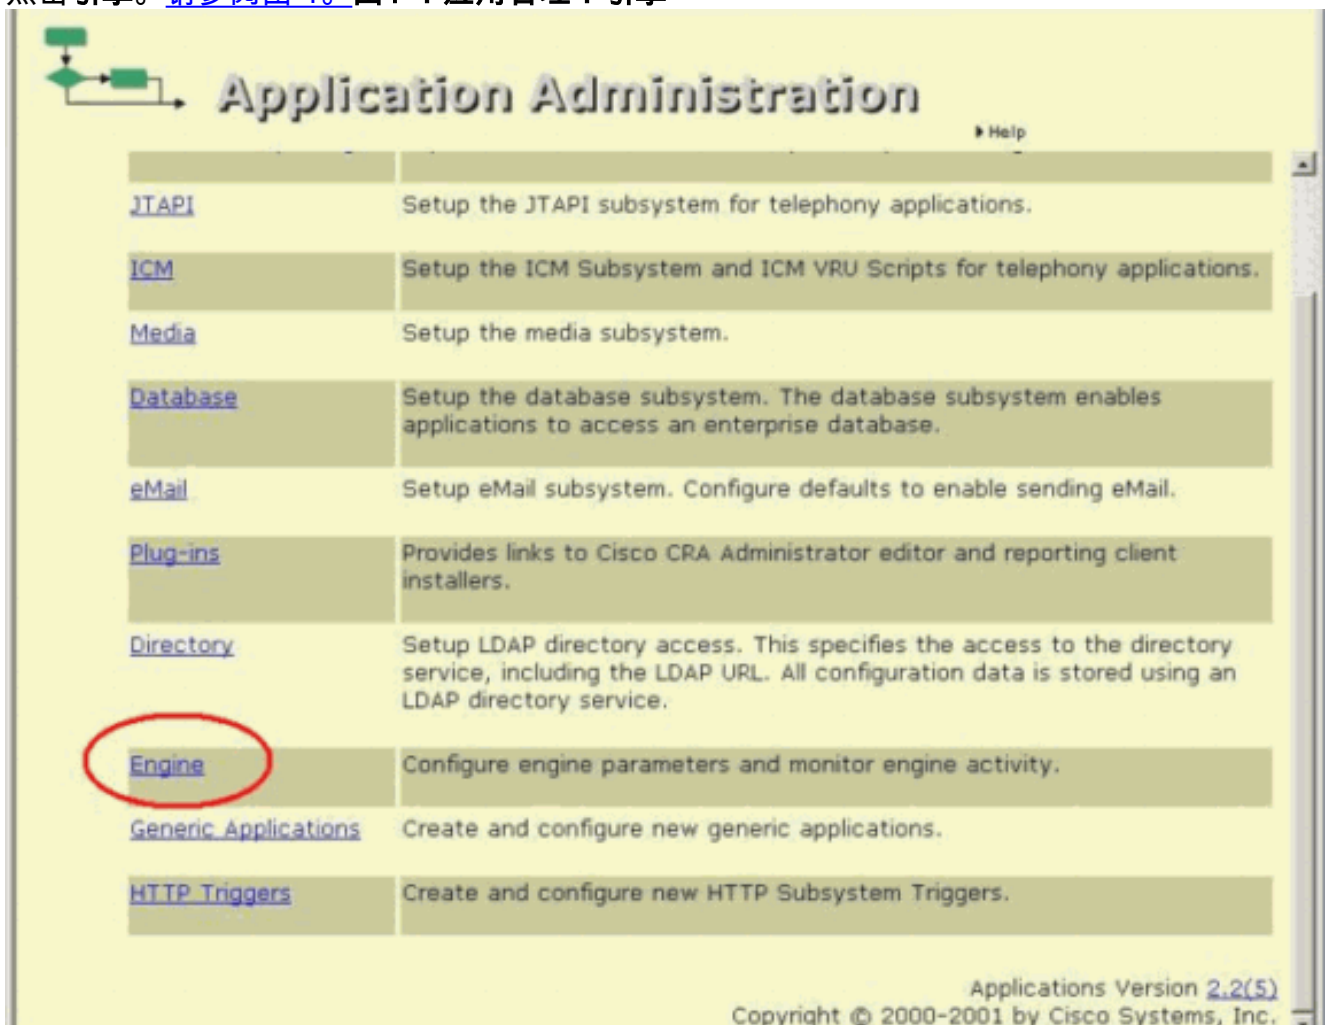 Application Administration
Help
JTAPI
Setup the JTAPI subsystem for telephony applications.
ICM
Setup the ICM Subsystem and ICM VRU Scripts for telephony applications.
Media
Setup the media subsystem.
Database
Setup the database subsystem. The database subsystem enables
applications to access an enterprise database.
eMail
Setup eMail subsystem. Configure defaults to enable sending eMail.
Plug-ins
Provides links to Cisco CRA Administrator editor and reporting client
installers.
Directory
Setup LDAP directory access. This specifies the access to the directory
service, including the LDAP URL. All configuration data is stored using an
LDAP directory service.
Engine
Configure engine parameters and monitor engine activity.
Generic Applications
Create and configure new generic applications.
HTTP Triggers
Create and configure new HTTP Subsystem Triggers.
Applications Version 2.2(5)
Copyright © 2000-2001 by Cisco Systems, Inc.